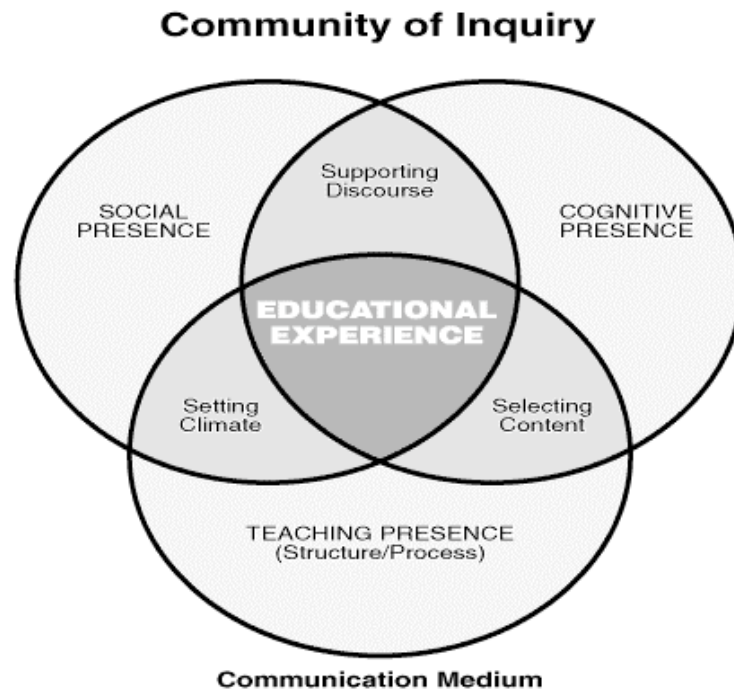 Community of Inquiry
Supporting
Discourse
SOCIAL
PRESENCE
COGNITIVE
PRESENCE
EDUCATIONAL
EXPERIENCE
Setting
Climate
Selecting
Content
TEACHING PRESENCE
(Structure/Process)
Communication Medium